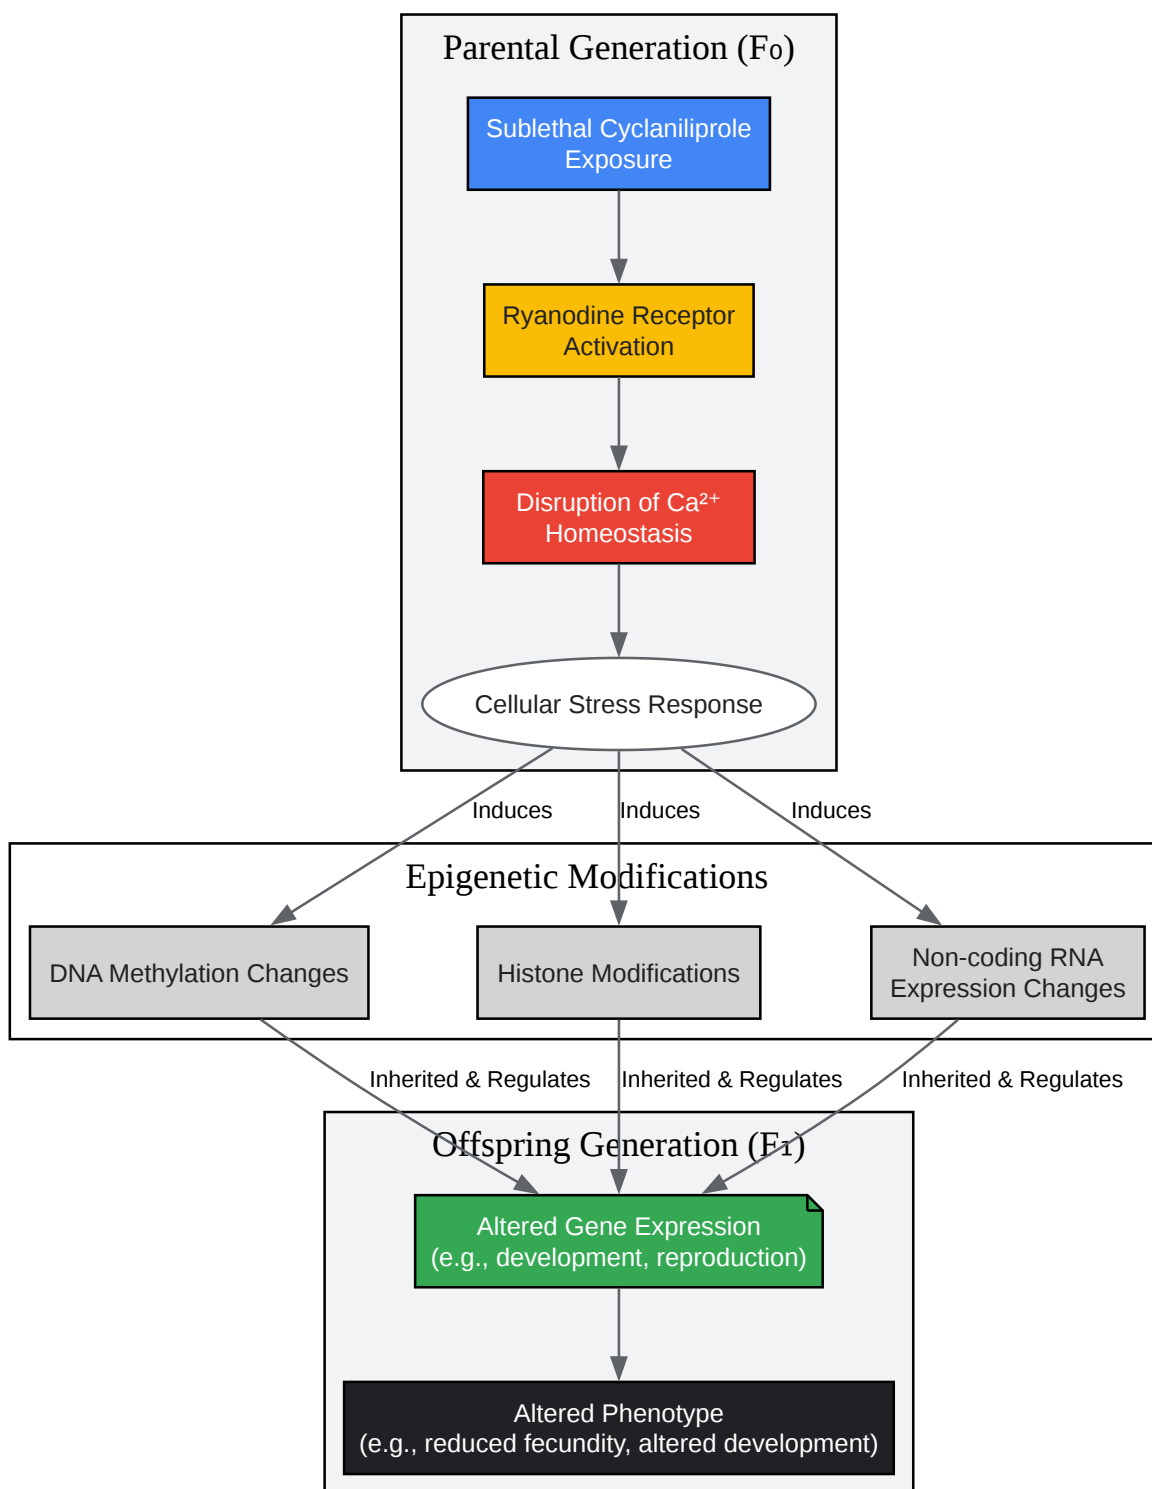 Parental Generation (F₀)
Sublethal Cyclaniliprole
Exposure
Ryanodine Receptor
Activation
Disruption of Ca²⁺
Homeostasis
Cellular Stress Response
Induces
Induces
Induces
Epigenetic Modifications
DNA Methylation Changes
Histone Modifications
Non-coding RNA
Expression Changes
Inherited & Regulates
Inherited & Regulates
Inherited & Regulates
Offspring Generation (F₁)
Altered Gene Expression
(e.g., development, reproduction)
Altered Phenotype
(e.g., reduced fecundity, altered development)